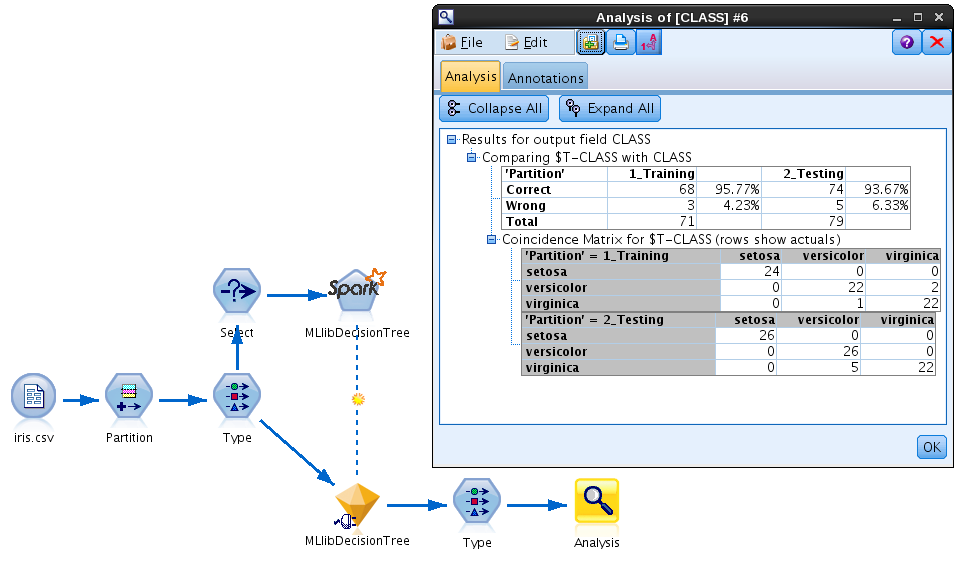 Analysis of [CLASS] #6
File Edit
Analysis Annotations
Collapse All Expand All
Results for output field CLASS
Comparing $T-CLASS with CLASS
'Partition' 1_Training 2_Testing
Correct 68 95.77% 74 93.67%
Wrong 3 4.23% 5 6.33%
Total 71 79
Coincidence Matrix for $T-CLASS (rows show actuals)
'Partition' = 1_Training setosa versicolor virginica
setosa 24 0 0
versicolor 0 22 2
virginica 0 1 22
'Partition' = 2_Testing setosa versicolor virginica
setosa 26 0 0
versicolor 0 26 0
virginica 0 5 22
OK
Spark
Select MLlibDecisionTree
iris.csv Partition Type
MLlibDecisionTree Type Analysis